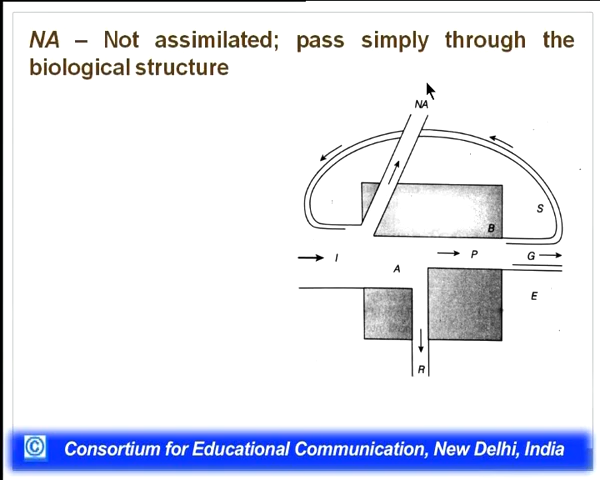 NA – Not assimilated; pass simply through the
biological structure
NA
S
B
I
P
G
A
E
R
© Consortium for Educational Communication, New Delhi, India